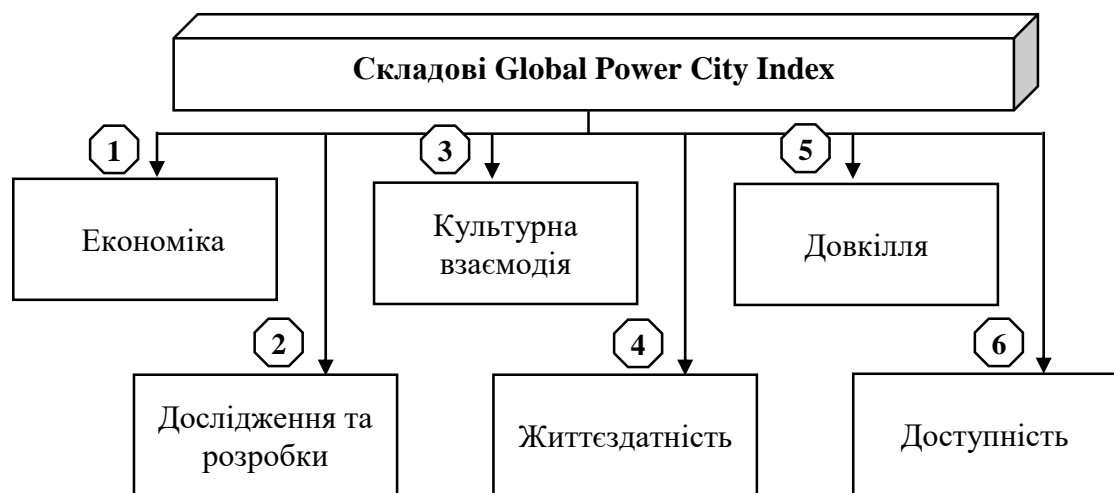 Складові Global Power City Index
1
Економіка
2
Дослідження та
розробки
3
Культурна
взаємодія
4
Життєздатність
5
Довкілля
6
Доступність